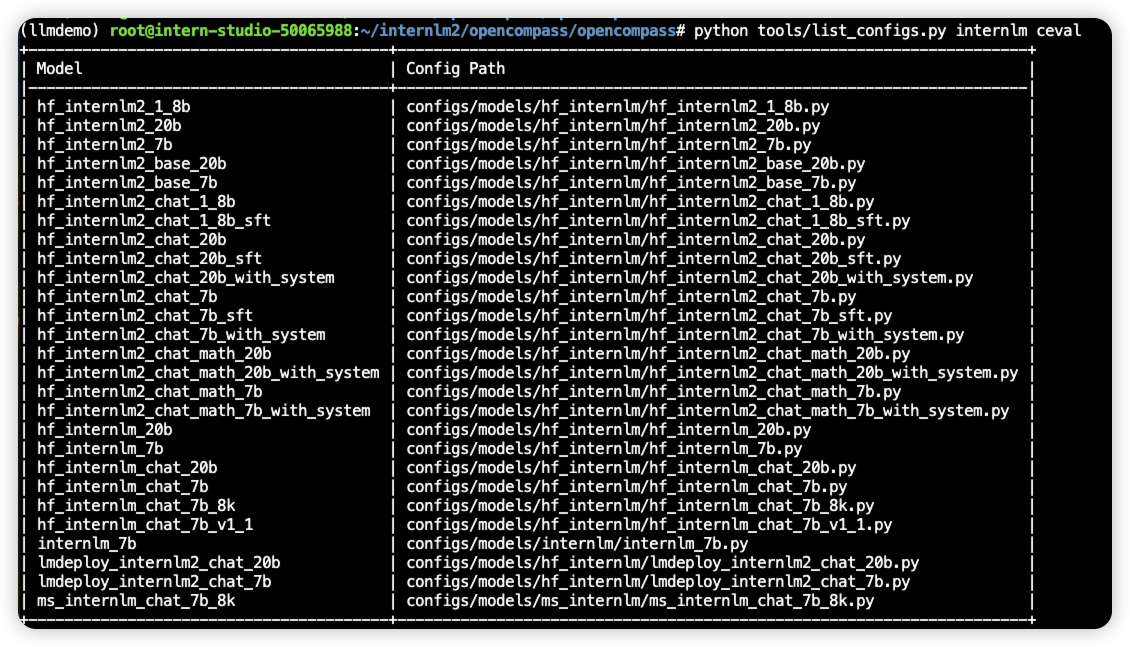 (llmdemo) root@intern-studio-50065988:~/internlm2/opencompass/opencompass# python tools/list_configs.py internlm ceval
+----------------------------------------+----------------------------------------------------------------------+
| Model | Config Path |
|----------------------------------------+----------------------------------------------------------------------|
| hf_internlm2_1_8b | configs/models/hf_internlm/hf_internlm2_1_8b.py |
| hf_internlm2_20b | configs/models/hf_internlm/hf_internlm2_20b.py |
| hf_internlm2_7b | configs/models/hf_internlm/hf_internlm2_7b.py |
| hf_internlm2_base_20b | configs/models/hf_internlm/hf_internlm2_base_20b.py |
| hf_internlm2_base_7b | configs/models/hf_internlm/hf_internlm2_base_7b.py |
| hf_internlm2_chat_1_8b | configs/models/hf_internlm/hf_internlm2_chat_1_8b.py |
| hf_internlm2_chat_1_8b_sft | configs/models/hf_internlm/hf_internlm2_chat_1_8b_sft.py |
| hf_internlm2_chat_20b | configs/models/hf_internlm/hf_internlm2_chat_20b.py |
| hf_internlm2_chat_20b_sft | configs/models/hf_internlm/hf_internlm2_chat_20b_sft.py |
| hf_internlm2_chat_20b_with_system | configs/models/hf_internlm/hf_internlm2_chat_20b_with_system.py |
| hf_internlm2_chat_7b | configs/models/hf_internlm/hf_internlm2_chat_7b.py |
| hf_internlm2_chat_7b_sft | configs/models/hf_internlm/hf_internlm2_chat_7b_sft.py |
| hf_internlm2_chat_7b_with_system | configs/models/hf_internlm/hf_internlm2_chat_7b_with_system.py |
| hf_internlm2_chat_math_20b | configs/models/hf_internlm/hf_internlm2_chat_math_20b.py |
| hf_internlm2_chat_math_20b_with_system | configs/models/hf_internlm/hf_internlm2_chat_math_20b_with_system.py |
| hf_internlm2_chat_math_7b | configs/models/hf_internlm/hf_internlm2_chat_math_7b.py |
| hf_internlm2_chat_math_7b_with_system | configs/models/hf_internlm/hf_internlm2_chat_math_7b_with_system.py |
| hf_internlm_20b | configs/models/hf_internlm/hf_internlm_20b.py |
| hf_internlm_7b | configs/models/hf_internlm/hf_internlm_7b.py |
| hf_internlm_chat_20b | configs/models/hf_internlm/hf_internlm_chat_20b.py |
| hf_internlm_chat_7b | configs/models/hf_internlm/hf_internlm_chat_7b.py |
| hf_internlm_chat_7b_8k | configs/models/hf_internlm/hf_internlm_chat_7b_8k.py |
| hf_internlm_chat_7b_v1_1 | configs/models/hf_internlm/hf_internlm_chat_7b_v1_1.py |
| internlm_7b | configs/models/internlm/internlm_7b.py |
| lmdeploy_internlm2_chat_20b | configs/models/hf_internlm/lmdeploy_internlm2_chat_20b.py |
| lmdeploy_internlm2_chat_7b | configs/models/hf_internlm/lmdeploy_internlm2_chat_7b.py |
| ms_internlm_chat_7b_8k | configs/models/ms_internlm/ms_internlm_chat_7b_8k.py |
+----------------------------------------+----------------------------------------------------------------------+